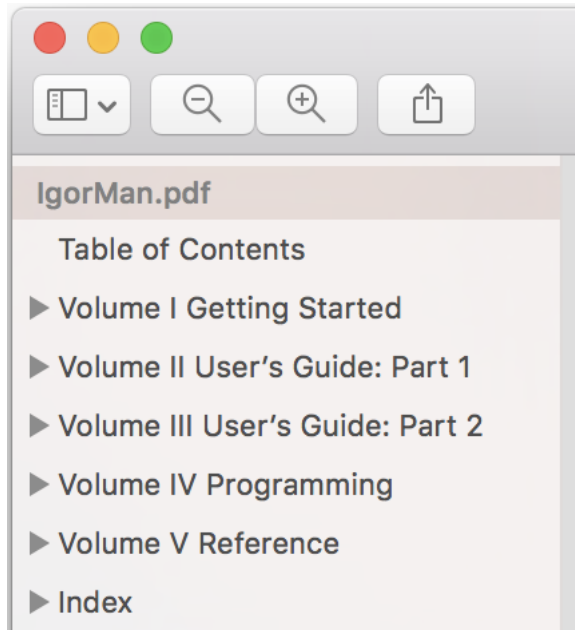 IgorMan.pdf
Table of Contents
Volume I Getting Started
Volume II User’s Guide: Part 1
Volume III User’s Guide: Part 2
Volume IV Programming
Volume V Reference
Index